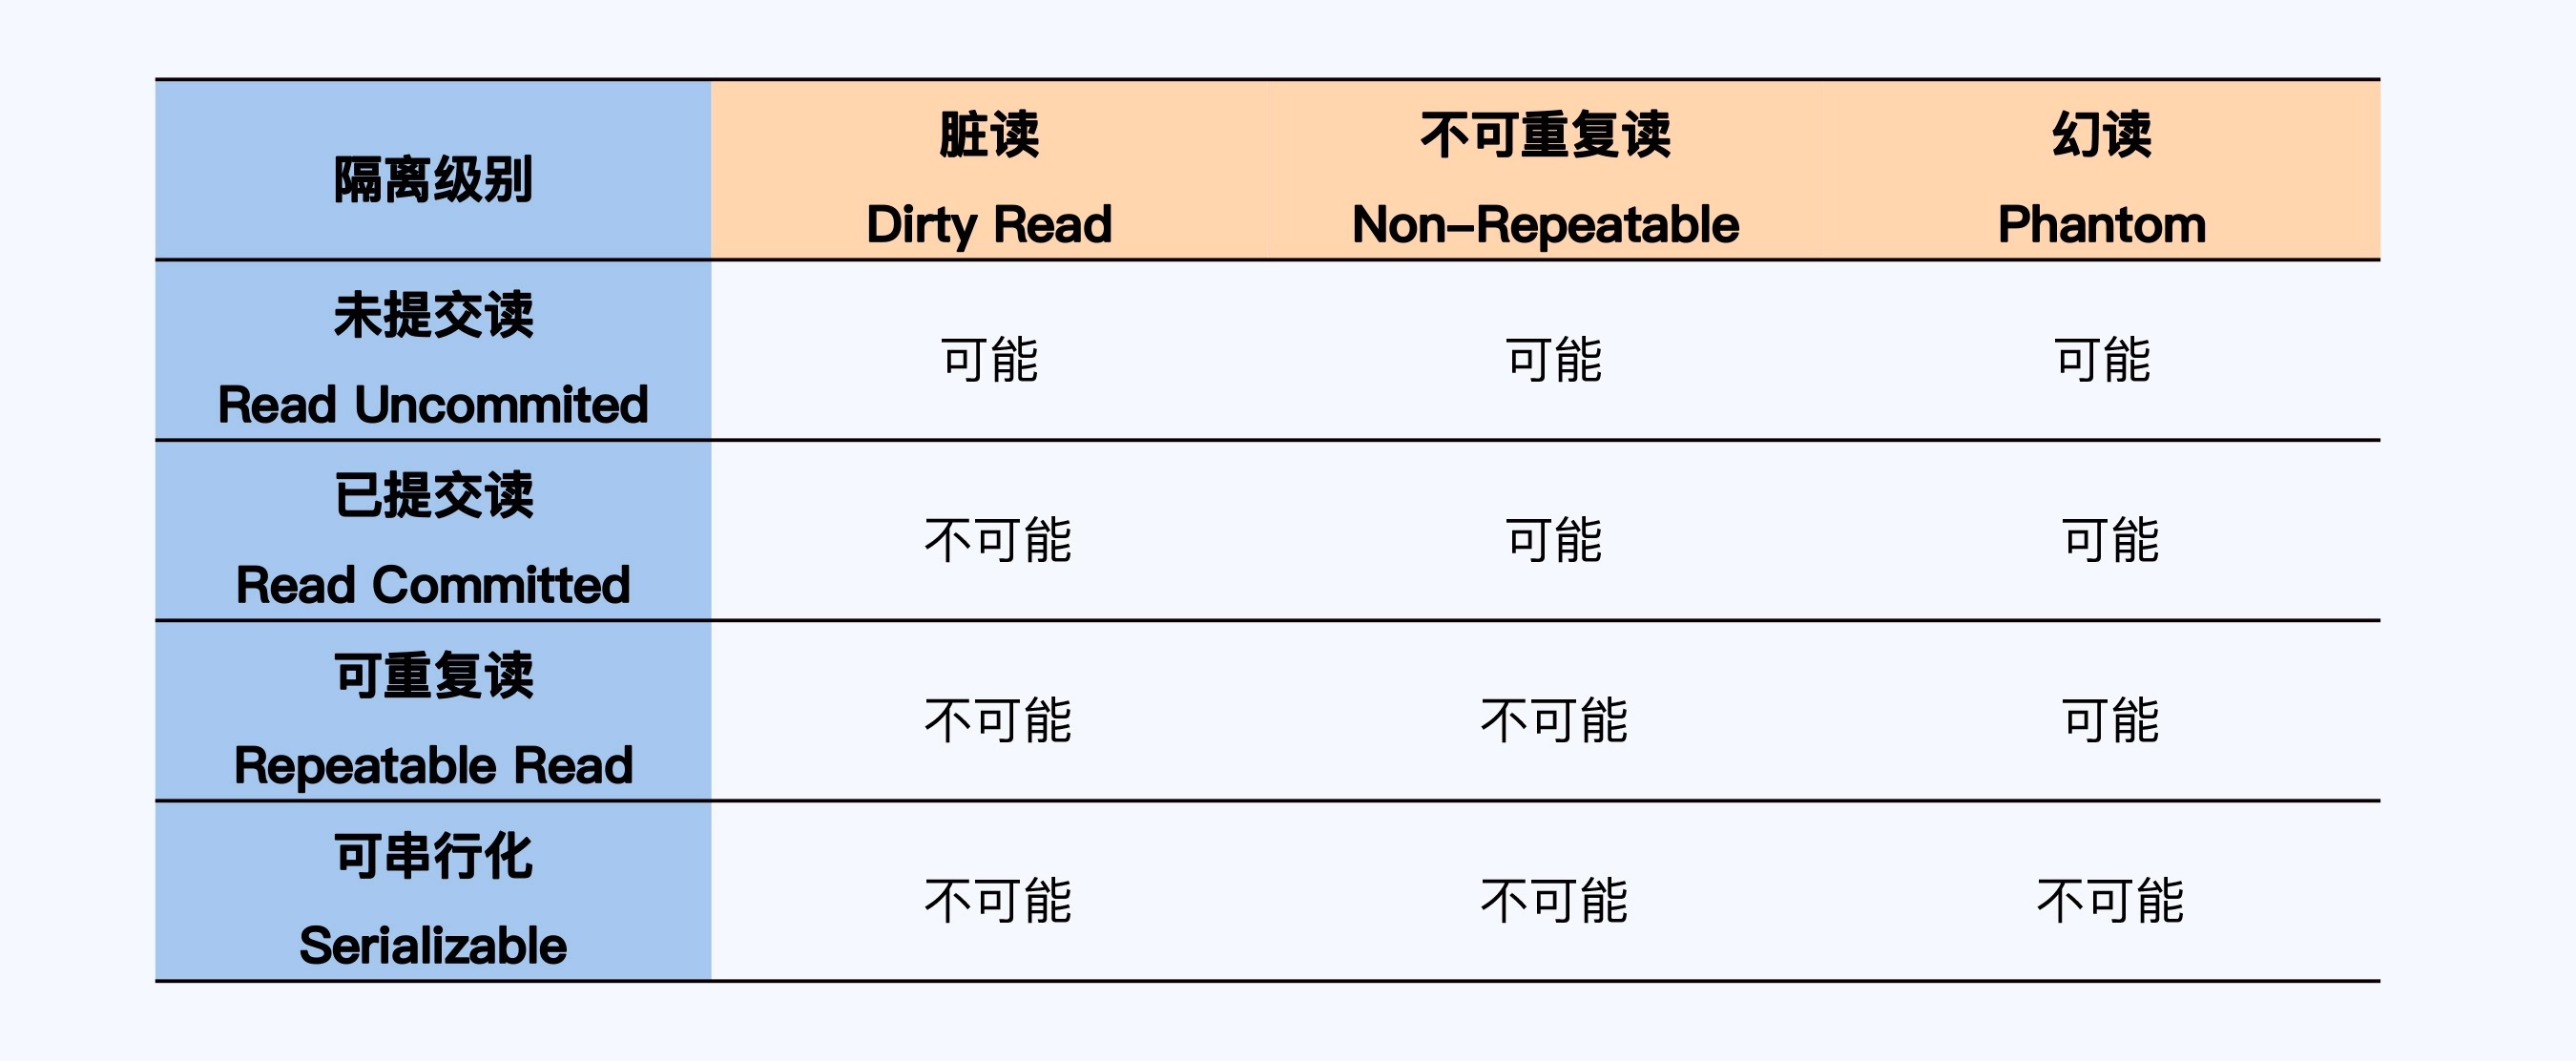 隔离级别
脏读
Dirty Read
不可重复读
Non-Repeatable
幻读
Phantom
未提交读
Read Uncommited
可能
可能
可能
已提交读
Read Committed
不可能
可能
可能
可重复读
Repeatable Read
不可能
不可能
可能
可串行化
Serializable
不可能
不可能
不可能